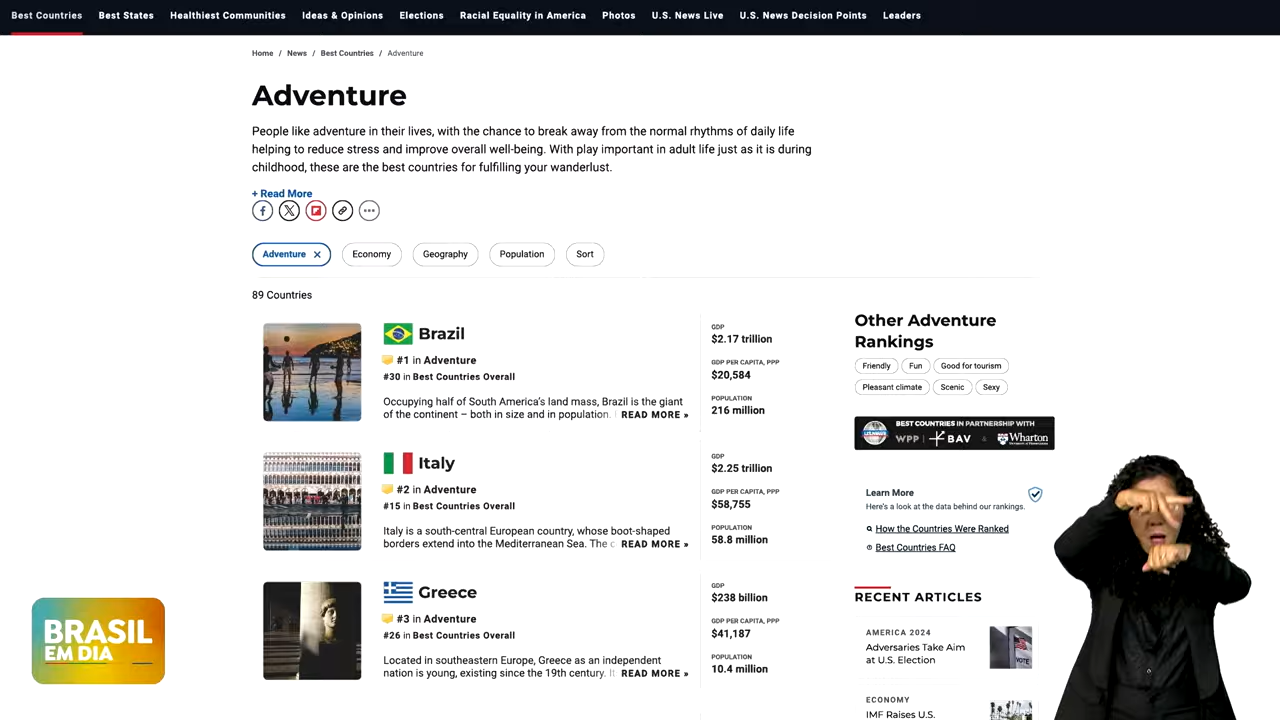 Best Countries Best States Healthiest Communities Ideas & Opinions Elections Racial Equality in America Photos U.S. News Live U.S. News Decision Points Leaders
Home / News / Best Countries / Adventure
Adventure
People like adventure in their lives, with the chance to break away from the normal rhythms of daily life
helping to reduce stress and improve overall well-being. With play important in adult life just as it is during
childhood, these are the best countries for fulfilling your wanderlust.
+ Read More
Adventure X Economy Geography Population Sort
89 Countries
Brazil
#1 in Adventure
#30 in Best Countries Overall
Occupying half of South America's land mass, Brazil is the giant
of the continent – both in size and in population. READ MORE »
GDP
$2.17 trillion
GDP PER CAPITA, PPP
$20,584
POPULATION
216 million
Italy
#2 in Adventure
#15 in Best Countries Overall
Italy is a south-central European country, whose boot-shaped
borders extend into the Mediterranean Sea. The c READ MORE »
GDP
$2.25 trillion
GDP PER CAPITA, PPP
$58,755
POPULATION
58.8 million
Greece
#3 in Adventure
#26 in Best Countries Overall
Located in southeastern Europe, Greece as an independent
nation is young, existing since the 19th century. It READ MORE »
GDP
$238 billion
GDP PER CAPITA, PPP
$41,187
POPULATION
10.4 million
Other Adventure
Rankings
Friendly Fun Good for tourism
Pleasant climate Scenic Sexy
BEST COUNTRIES IN PARTNERSHIP WITH
WPP | BAV & Wharton
Learn More
Here's a look at the data behind our rankings.
How the Countries Were Ranked
Best Countries FAQ
RECENT ARTICLES
AMERICA 2024
Adversaries Take Aim
at U.S. Election
VOTE
ECONOMY
IMF Raises U.S.
BRASIL
EM DIA